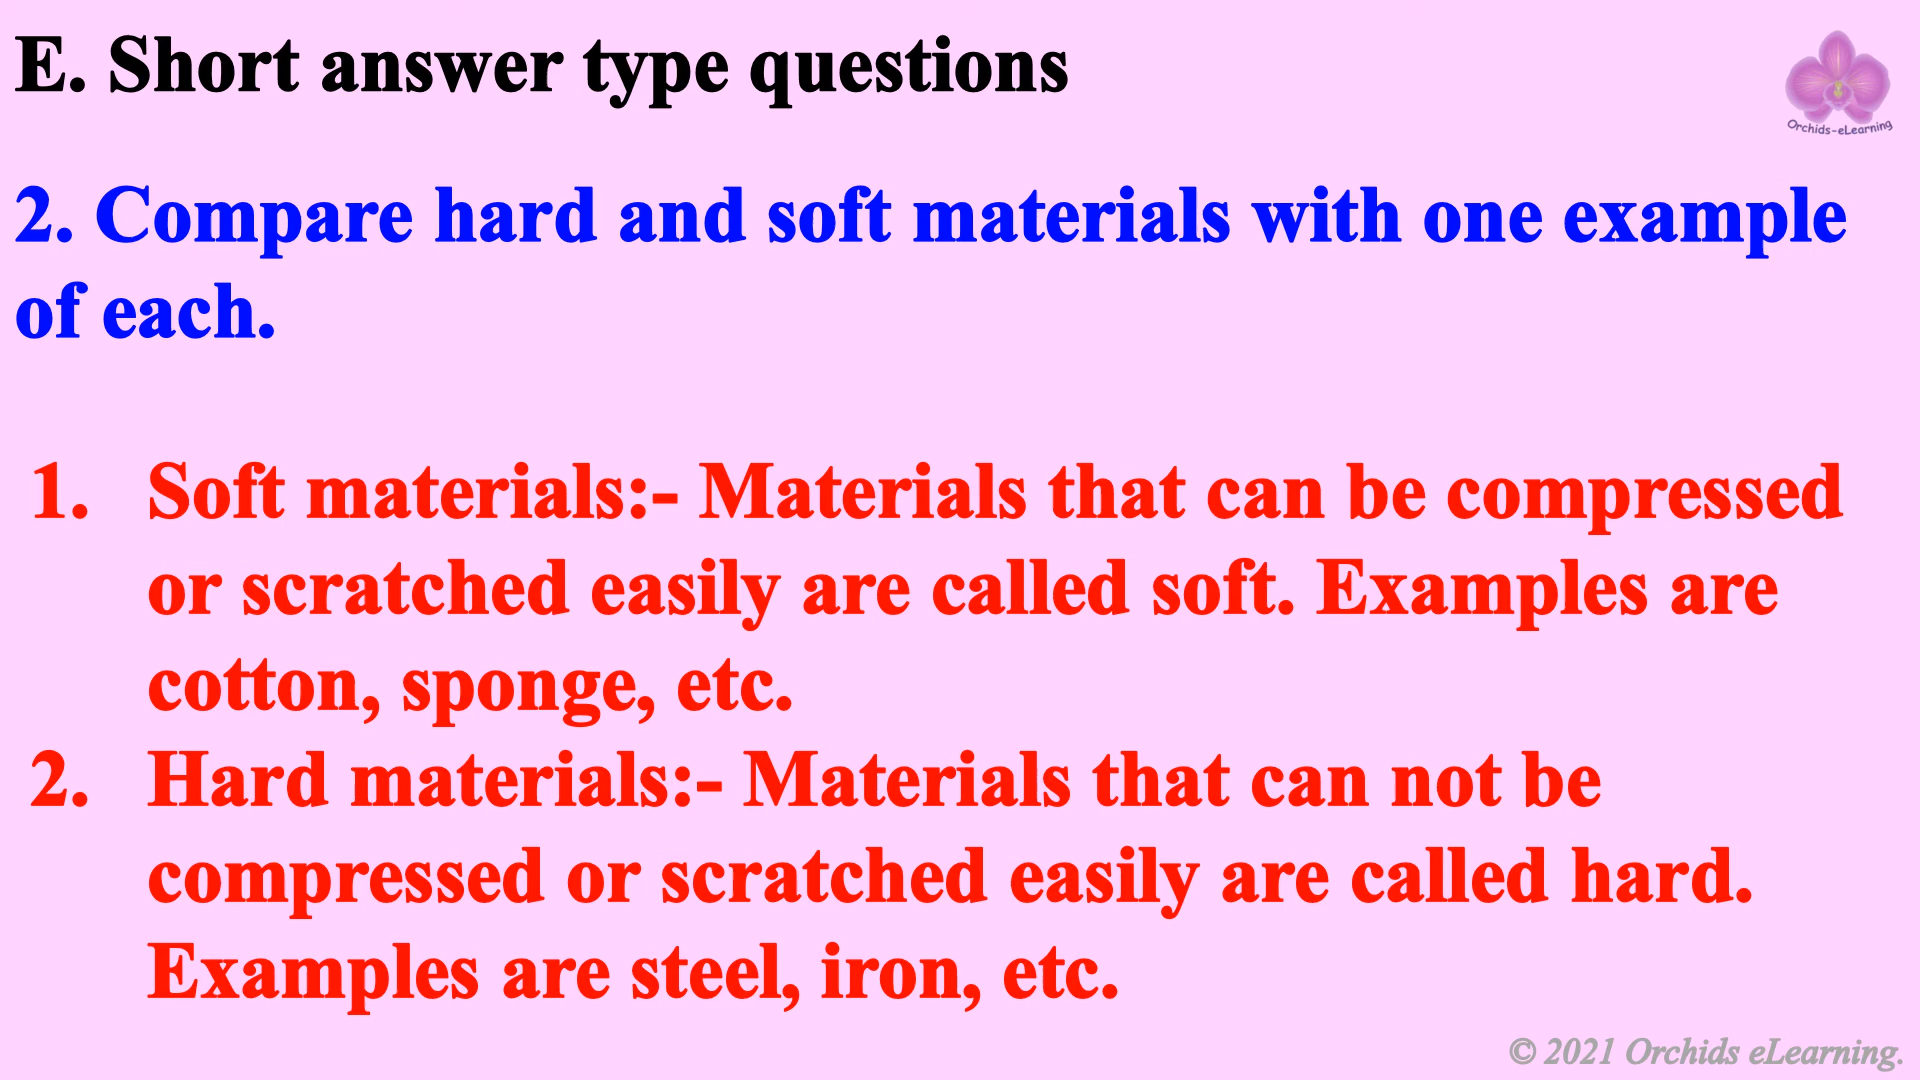 E. Short answer type questions
Orchids-eLearning
2. Compare hard and soft materials with one example
of each.
1. Soft materials:- Materials that can be compressed
or scratched easily are called soft. Examples are
cotton, sponge, etc.
2. Hard materials:- Materials that can not be
compressed or scratched easily are called hard.
Examples are steel, iron, etc.
© 2021 Orchids eLearning.